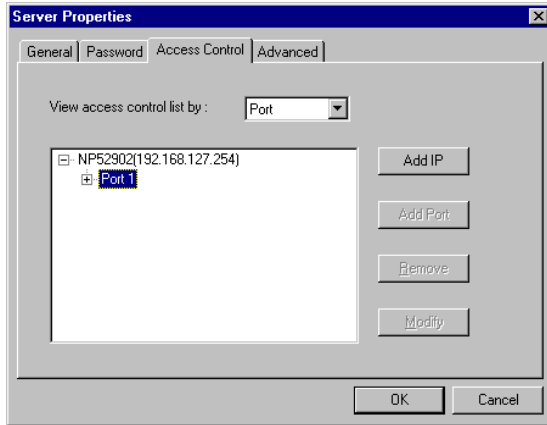 Server Properties
General Password Access Control Advanced
View access control list by : Port
NP52902(192.168.127.254)
Port 1
Add IP
Add Port
Remove
Modify
OK Cancel